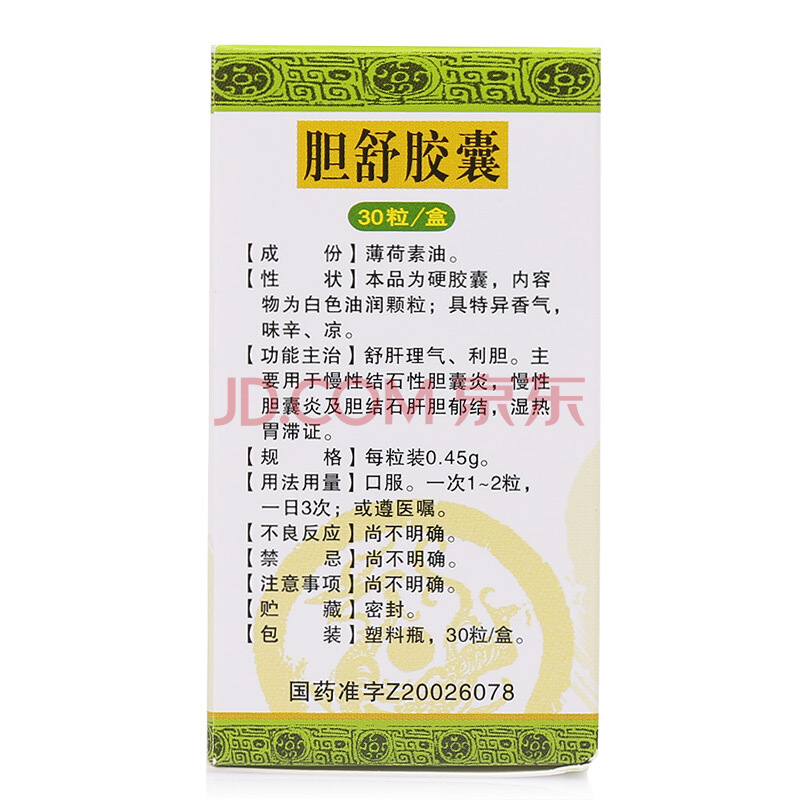 胆舒胶囊
30粒/盒
【成　份】薄荷素油。
【性　状】本品为硬胶囊，内容
物为白色油润颗粒；具特异香气，
味辛、凉。
【功能主治】舒肝理气、利胆。主
要用于慢性结石性胆囊炎，慢性
胆囊炎及胆结石肝胆郁结，湿热
胃滞证。
JD.COM 京东
【规　格】每粒装0.45g。
【用法用量】口服。一次1~2粒，
一日3次；或遵医嘱。
【不良反应】尚不明确。
【禁　忌】尚不明确。
【注意事项】尚不明确。
【贮　藏】密封。
【包　装】塑料瓶，30粒/盒。
国药准字Z20026078